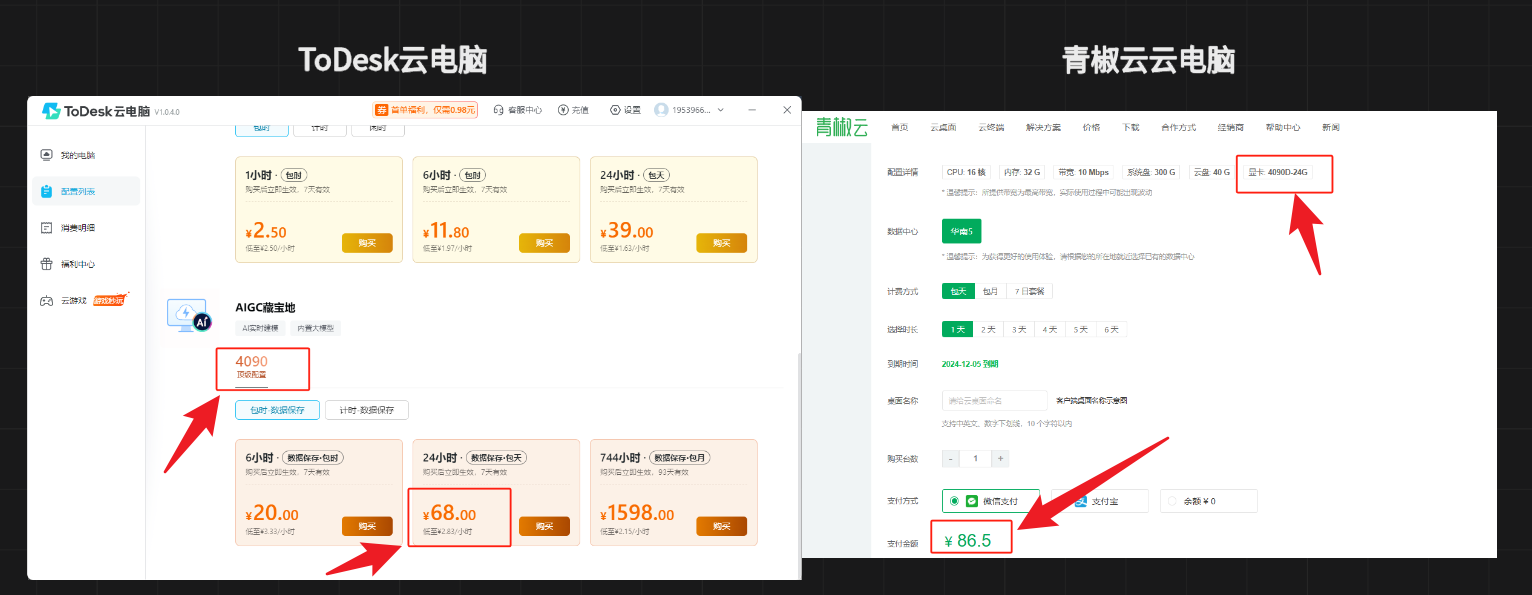 ToDesk云电脑
青椒云云电脑
ToDesk云电脑 V1.0.4.0
券 首单福利，仅需0.98元
客服中心
充值
设置
1953966...
包时
计时
闲时
我的电脑
配置列表
消费明细
福利中心
云游戏
1小时 · 包时
购买后立即生效，7天有效
¥2.50
低至¥2.50/小时
购买
6小时 · 包时
购买后立即生效，7天有效
¥11.80
低至¥1.97/小时
购买
24小时 · 包天
购买后立即生效，7天有效
¥39.00
低至¥1.63/小时
购买
Ai
AIGC藏宝地
AI实时建模
内置大模型
4090
顶级配置
包时·数据保存
计时·数据保存
6小时 · 数据保存·包时
购买后立即生效，7天有效
¥20.00
低至¥3.33/小时
购买
24小时 · 数据保存·包天
购买后立即生效，7天有效
¥68.00
低至¥2.83/小时
购买
744小时 · 数据保存·包月
购买后立即生效，93天有效
¥1598.00
低至¥2.15/小时
购买
青椒云
首页
云桌面
云终端
解决方案
价格
下载
合作方式
经销商
帮助中心
新闻
配置详情
CPU: 16 核
内存: 32 G
带宽: 10 Mbps
系统盘: 300 G
云盘: 40 G
显卡: 4090D-24G
* 温馨提示：所提供带宽为最高带宽，实际使用过程中可能出现波动
数据中心
华南5
* 温馨提示：为获得更好的使用体验，请根据您的所在地就近选择已有的数据中心
计费方式
包天
包月
7 日套餐
选择时长
1 天
2 天
3 天
4 天
5 天
6 天
到期时间
2024-12-05 到期
桌面名称
请给云桌面命名
客户端桌面名称示意图
支持中英文、数字下划线，10 个字符以内
购买台数
-
1
+
支付方式
微信支付
支付宝
余额 ¥ 0
支付金额
¥ 86.5